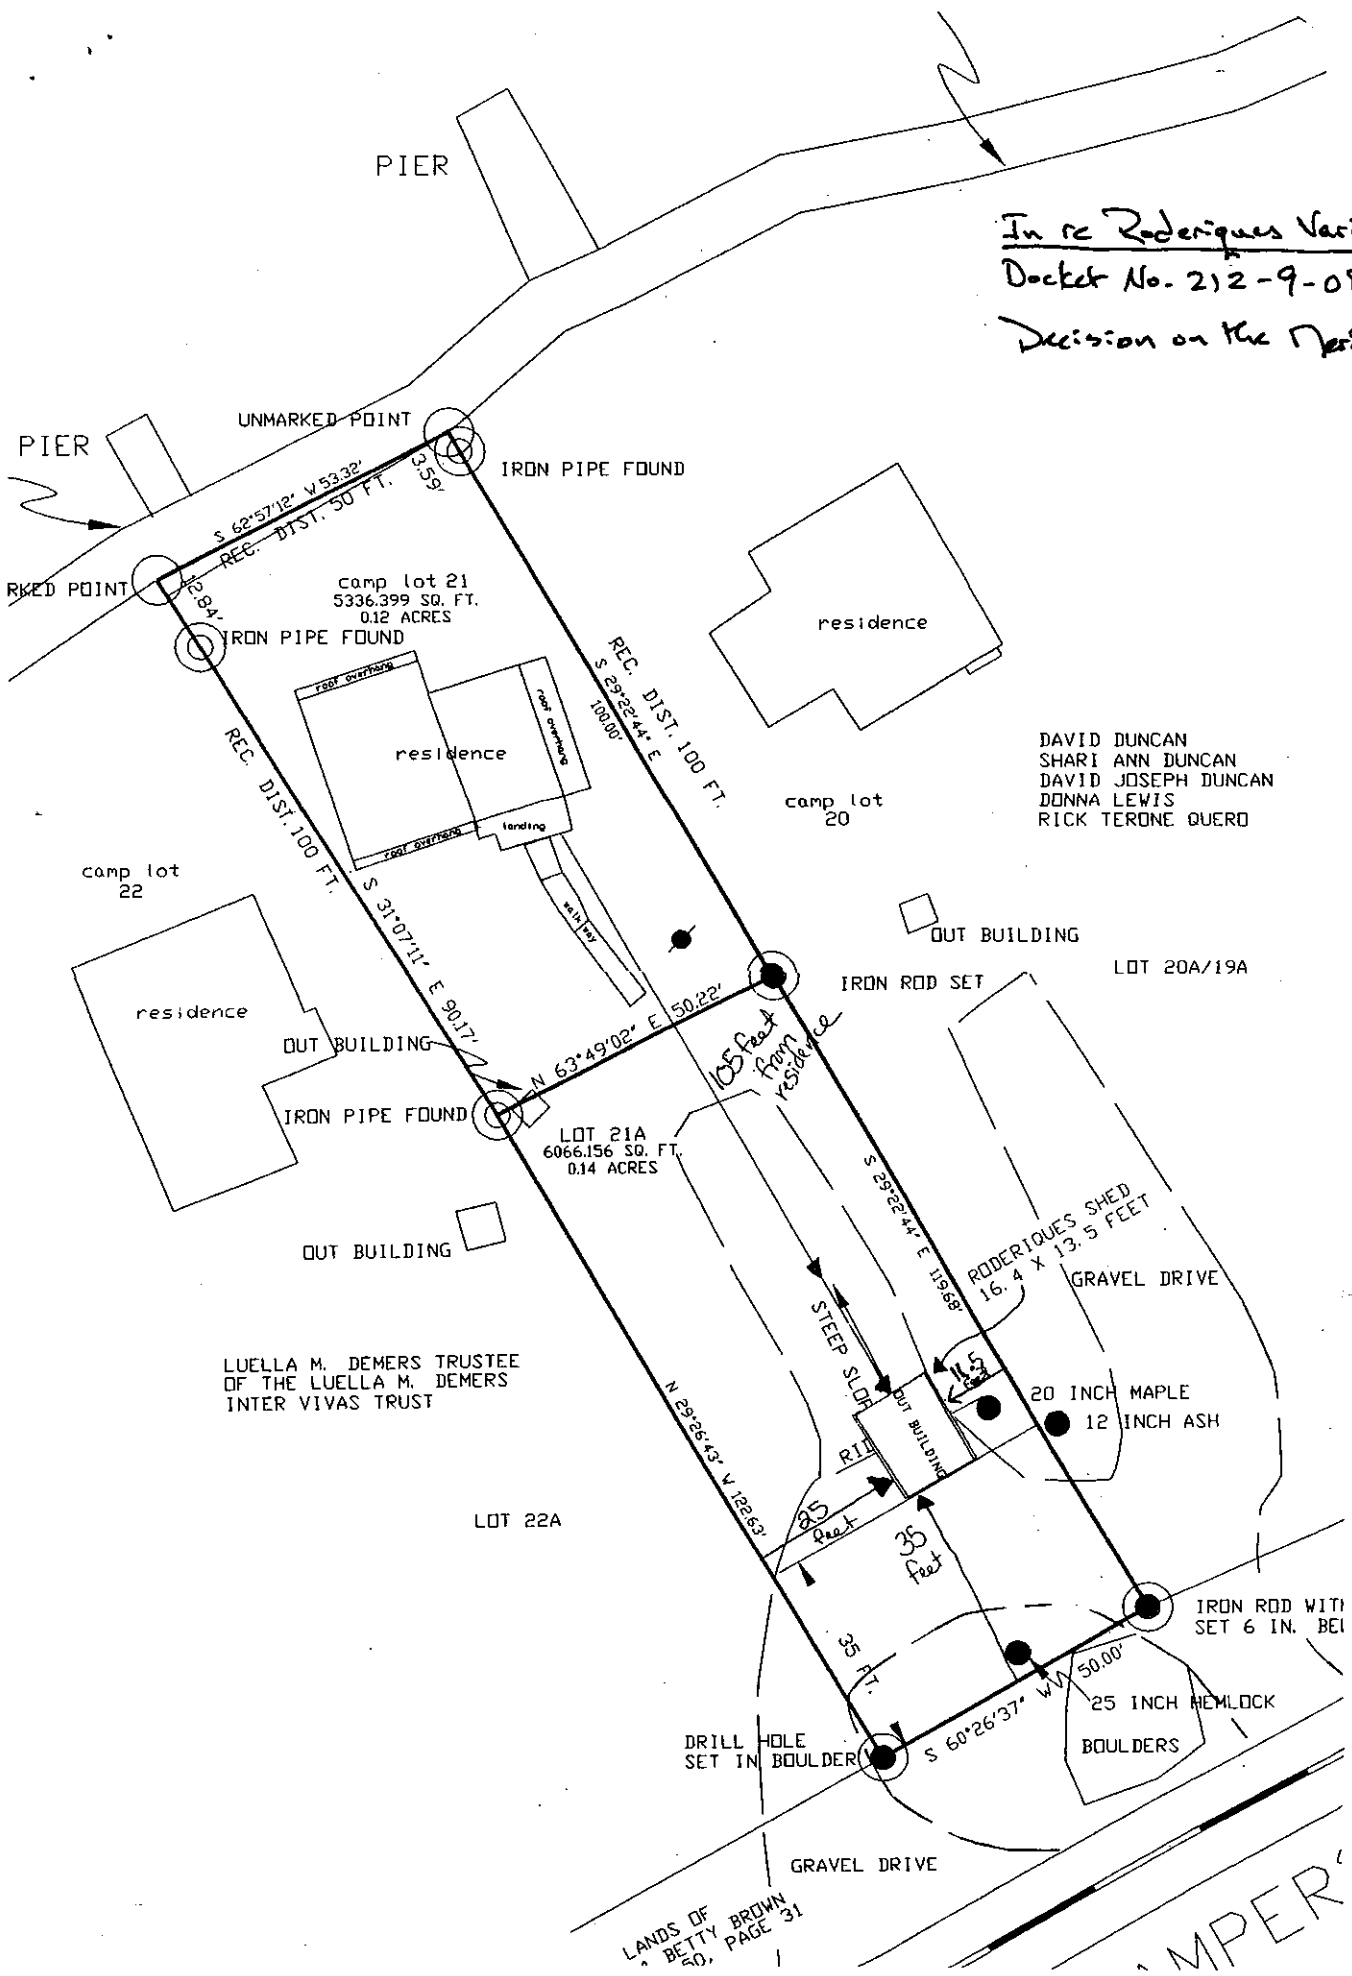 PIER
In re Roderiques Vari
Docket No. 212-9-09
Decision on the Meri
UNMARKED POINT
PIER
IRON PIPE FOUND
S 62°57'12" W 53.32'
REC. DIST. 50 FT.
3.59'
RKED POINT
12.84'
IRON PIPE FOUND
camp lot 21
5336.399 SQ. FT.
0.12 ACRES
residence
roof overhang
residence
roof overhang
roof overhang
landing
walk way
REC. DIST. 100 FT.
S 29°22'44" E
100.00'
REC. DIST. 100 FT.
S 31°07'11" E 90.17'
DAVID DUNCAN
SHARI ANN DUNCAN
DAVID JOSEPH DUNCAN
DONNA LEWIS
RICK TERONE QUERO
camp lot
20
camp lot
22
residence
OUT BUILDING
LOT 20A/19A
IRON ROD SET
N 63°49'02" E 50.22'
105 feet
from
residence
OUT BUILDING
IRON PIPE FOUND
LOT 21A
6066.156 SQ. FT.
0.14 ACRES
OUT BUILDING
S 29°22'44" E 119.68'
RODERIQUES SHED
16.4 X 13.5 FEET
GRAVEL DRIVE
STEEP SLOP
OUT BUILDING
11.5
feet
20 INCH MAPLE
12 INCH ASH
LUELLA M. DEMERS TRUSTEE
OF THE LUELLA M. DEMERS
INTER VIVAS TRUST
N 29°26'43" W 122.63'
RID
25
feet
35
feet
LOT 22A
35 FT.
IRON ROD WITH
SET 6 IN. BEL
S 60°26'37" W 50.00'
25 INCH HEMLOCK
BOULDERS
DRILL HOLE
SET IN BOULDER
GRAVEL DRIVE
LANDS OF
BETTY BROWN
50, PAGE 31
AMPER'